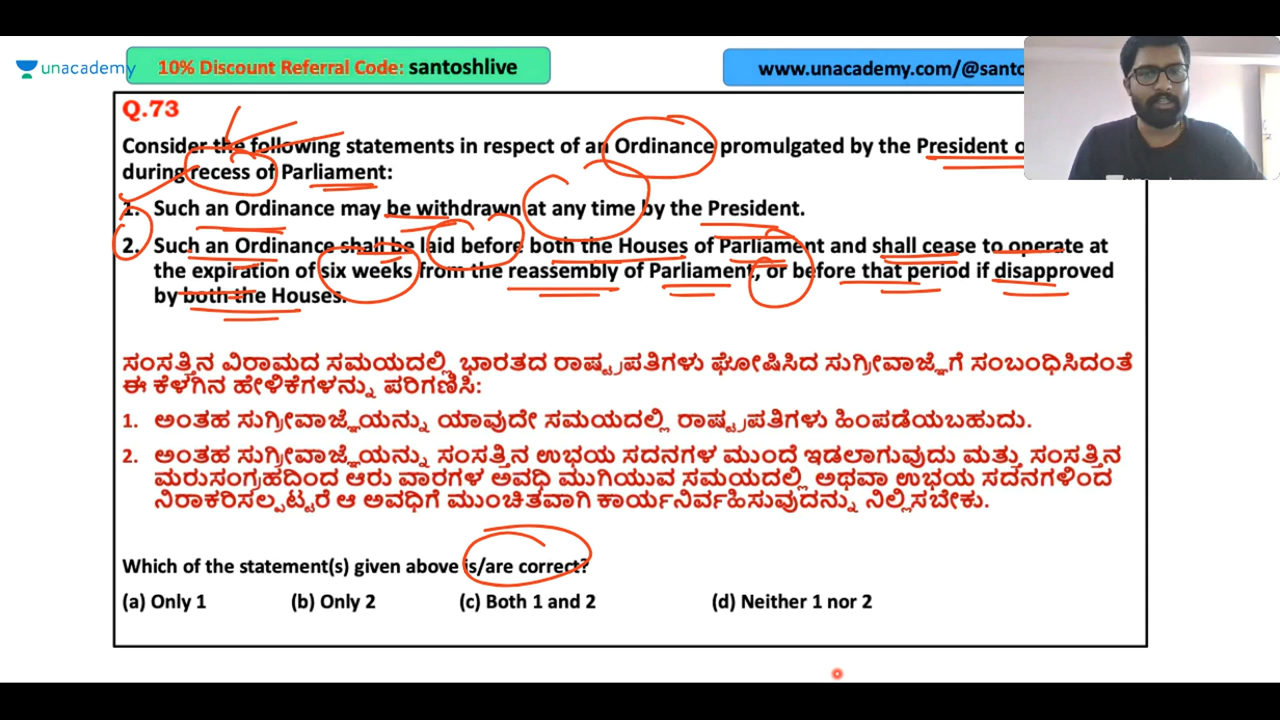 unacademy
10% Discount Referral Code: santoshlive
www.unacademy.com/@santo
Q.73
Consider the following statements in respect of an Ordinance promulgated by the President o
during recess of Parliament:
1. Such an Ordinance may be withdrawn at any time by the President.
2. Such an Ordinance shall be laid before both the Houses of Parliament and shall cease to operate at
the expiration of six weeks from the reassembly of Parliament, or before that period if disapproved
by both the Houses.
ಸಂಸತ್ತಿನ ವಿರಾಮದ ಸಮಯದಲ್ಲಿ ಭಾರತದ ರಾಷ್ಟ್ರಪತಿಗಳು ಘೋಷಿಸಿದ ಸುಗ್ರೀವಾಜ್ಞೆಗೆ ಸಂಬಂಧಿಸಿದಂತೆ
ಈ ಕೆಳಗಿನ ಹೇಳಿಕೆಗಳನ್ನು ಪರಿಗಣಿಸಿ:
1. ಅಂತಹ ಸುಗ್ರೀವಾಜ್ಞೆಯನ್ನು ಯಾವುದೇ ಸಮಯದಲ್ಲಿ ರಾಷ್ಟ್ರಪತಿಗಳು ಹಿಂಪಡೆಯಬಹುದು.
2. ಅಂತಹ ಸುಗ್ರೀವಾಜ್ಞೆಯನ್ನು ಸಂಸತ್ತಿನ ಉಭಯ ಸದನಗಳ ಮುಂದೆ ಇಡಲಾಗುವುದು ಮತ್ತು ಸಂಸತ್ತಿನ
ಮರುಸಂಗ್ರಹದಿಂದ ಆರು ವಾರಗಳ ಅವಧಿ ಮುಗಿಯುವ ಸಮಯದಲ್ಲಿ ಅಥವಾ ಉಭಯ ಸದನಗಳಿಂದ
ನಿರಾಕರಿಸಲ್ಪಟ್ಟರೆ ಆ ಅವಧಿಗೆ ಮುಂಚಿತವಾಗಿ ಕಾರ್ಯನಿರ್ವಹಿಸುವುದನ್ನು ನಿಲ್ಲಿಸಬೇಕು.
Which of the statement(s) given above is/are correct?
(a) Only 1 (b) Only 2 (c) Both 1 and 2 (d) Neither 1 nor 2